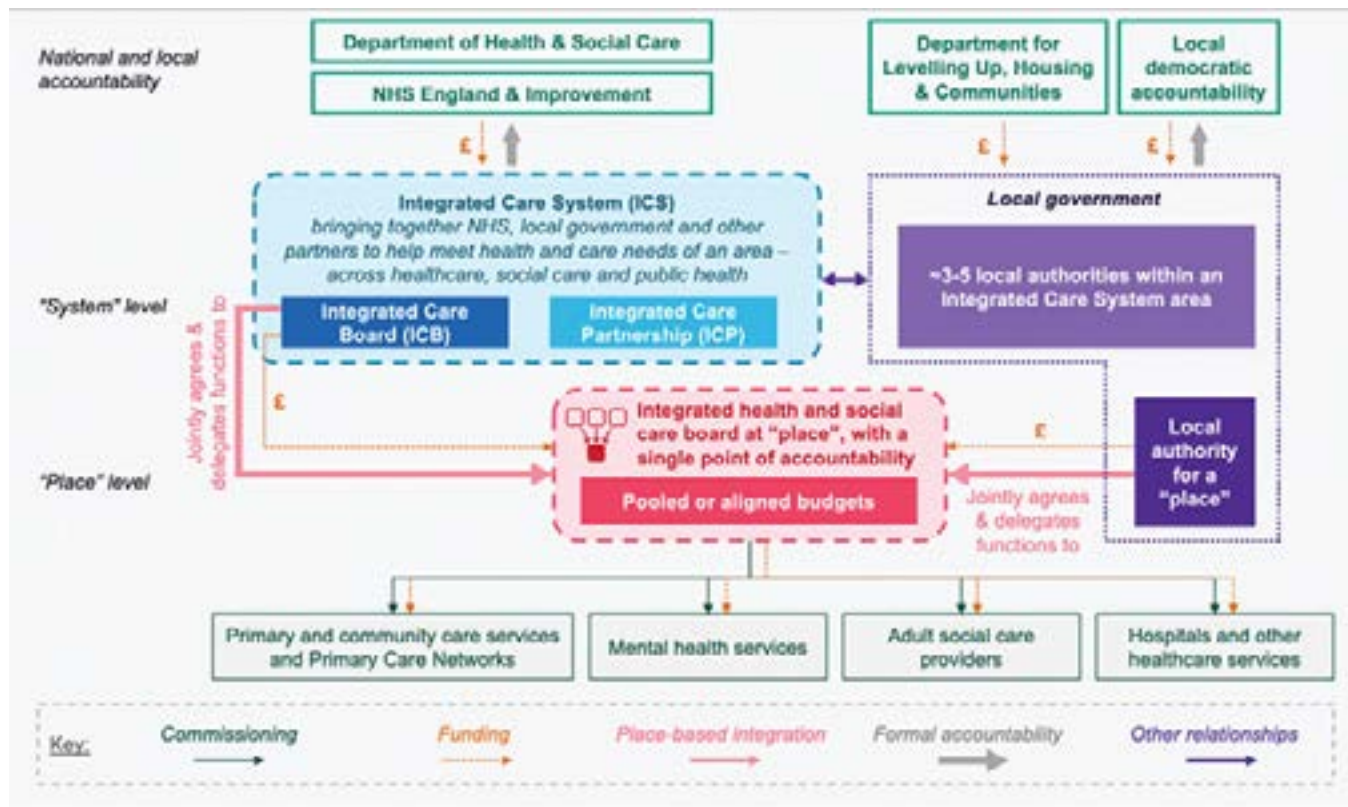 National and local
accountability
Department of Health & Social Care
NHS England & Improvement
Department for
Levelling Up, Housing
& Communities
Local
democratic
accountability
£
£
£
Integrated Care System (ICS)
bringing together NHS, local government and other
partners to help meet health and care needs of an area –
across healthcare, social care and public health
Local government
"System" level
Integrated Care
Board (ICB)
Integrated Care
Partnership (ICP)
~3-5 local authorities within an
Integrated Care System area
Jointly agrees &
delegates functions to
£
"Place" level
Integrated health and social
care board at "place", with a
single point of accountability
Pooled or aligned budgets
£
Jointly agrees
& delegates
functions to
Local
authority
for a
"place"
Primary and community care services
and Primary Care Networks
Mental health services
Adult social care
providers
Hospitals and other
healthcare services
Key:
Commissioning
Funding
Place-based integration
Formal accountability
Other relationships